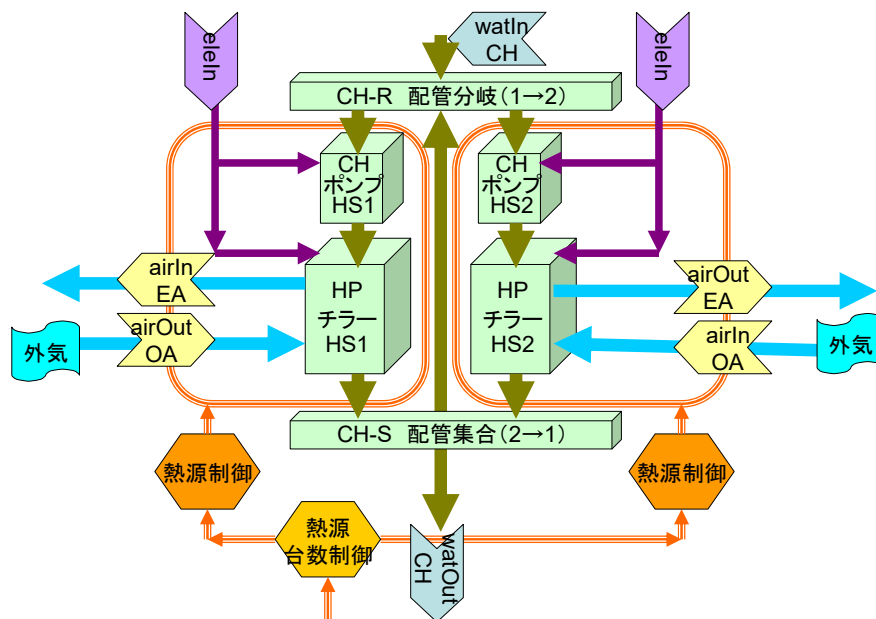 watIn
CH
eleIn
eleIn
CH-R 配管分岐(1→2)
CH
ポンプ
HS1
CH
ポンプ
HS2
airIn
EA
HP
チラー
HS1
HP
チラー
HS2
airOut
EA
外気
airOut
OA
airIn
OA
外気
CH-S 配管集合(2→1)
熱源制御
熱源制御
熱源
台数制御
watOut
CH